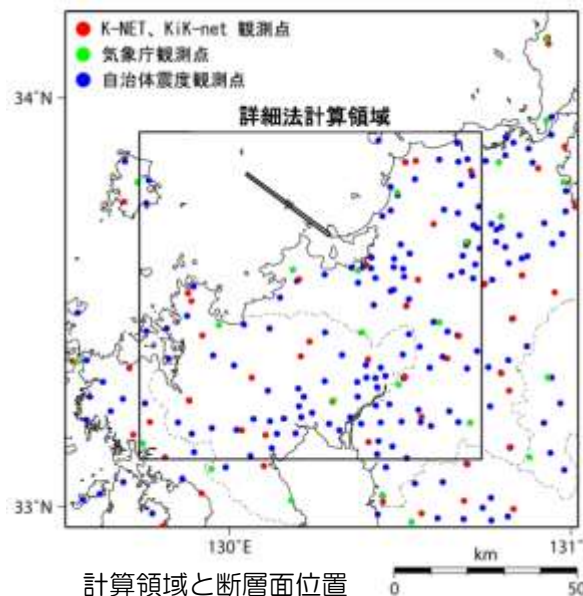 K-NET、KiK-net 観測点
気象庁観測点
自治体震度観測点
34°N
詳細法計算領域
33°N
130°E
131°
km
計算領域と断層面位置
0
50